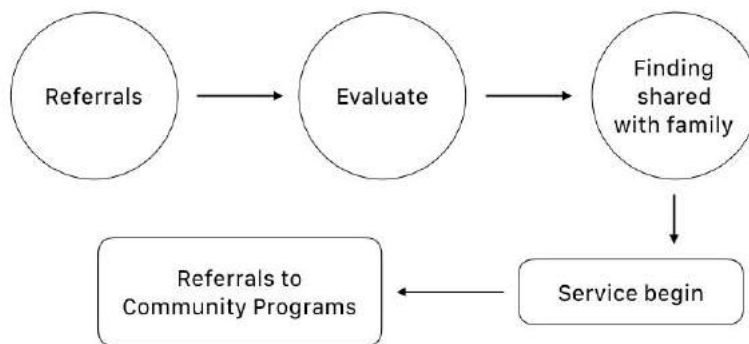 Referrals
Evaluate
Finding
shared
with family
Service begin
Referrals to
Community Programs